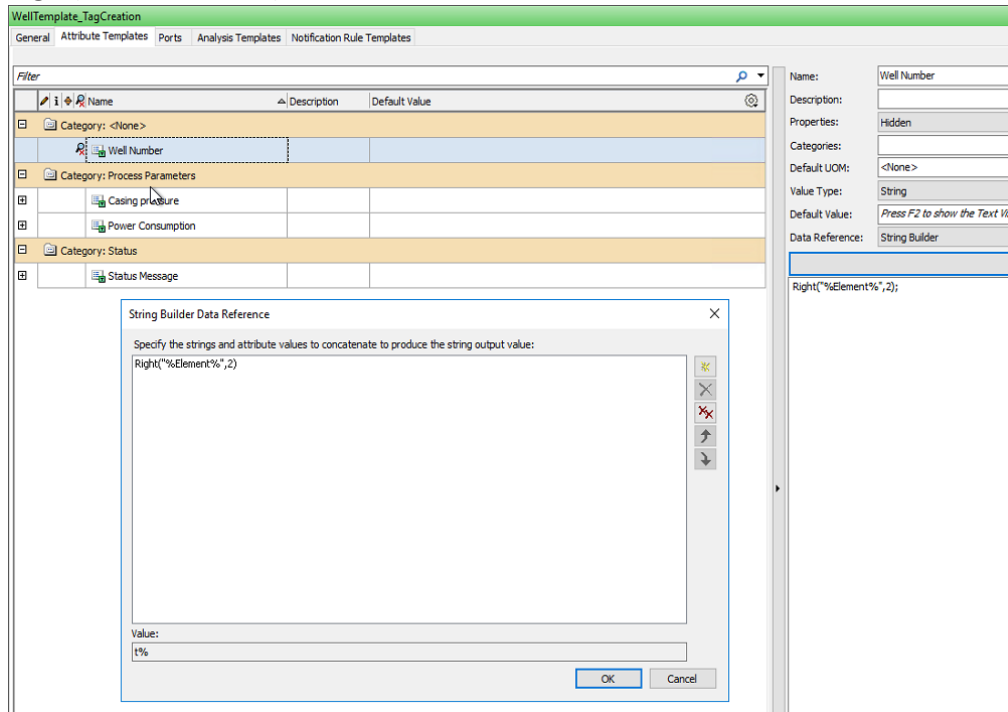 WellTemplate_TagCreation
General Attribute Templates Ports Analysis Templates Notification Rule Templates
Filter
Name Description Default Value
Category: <None>
Well Number
Category: Process Parameters
Casing pressure
Power Consumption
Category: Status
Status Message
Name: Well Number
Description:
Properties: Hidden
Categories:
Default UOM: <None>
Value Type: String
Default Value: Press F2 to show the Text
Data Reference: String Builder
Right("%Element%",2);
String Builder Data Reference
Specify the strings and attribute values to concatenate to produce the string output value:
Right("%Element%",2)
Value:
t%
OK Cancel